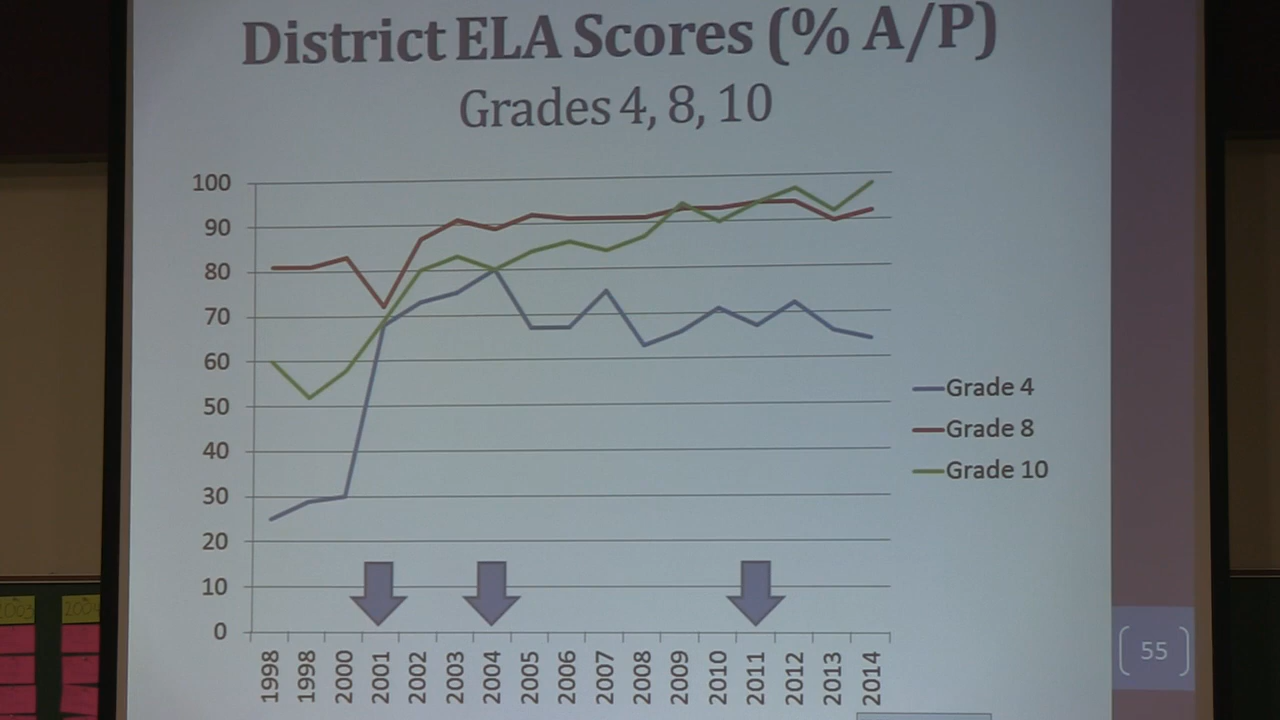 District ELA Scores (% A/P)
Grades 4, 8, 10
100
90
80
70
60
50
40
30
20
10
0
1998 1998 2000 2001 2002 2003 2004 2005 2006 2007 2008 2009 2010 2011 2012 2013 2014
Grade 4
Grade 8
Grade 10
55
2003 2004